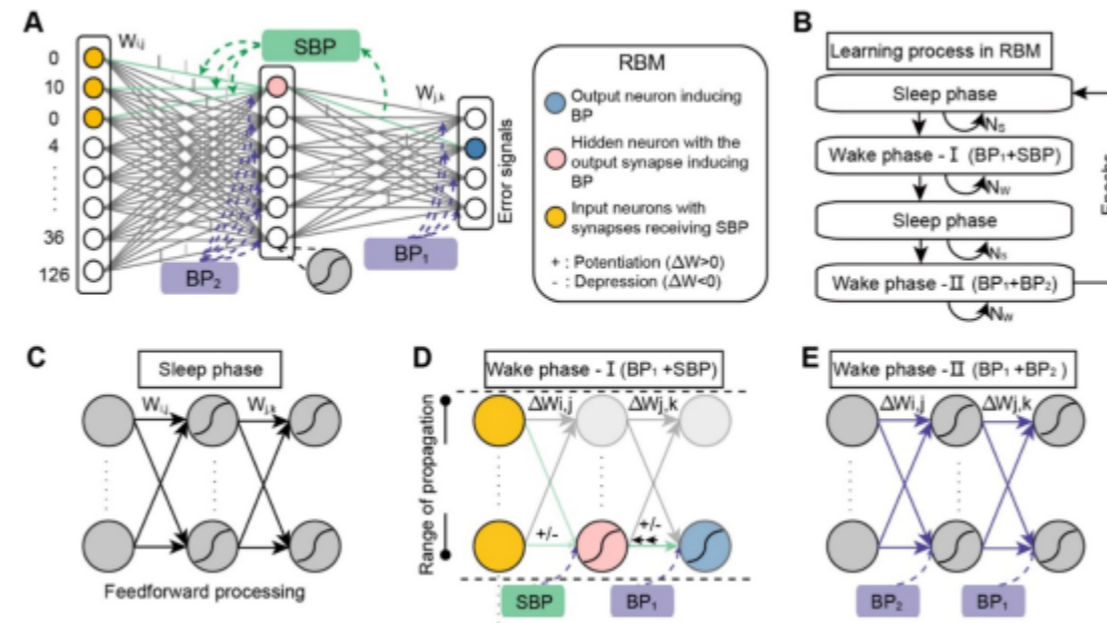 A
Wi,j
SBP
0
10
0
4
36
126
Wj,k
Error signals
BP2
BP1
RBM
Output neuron inducing
BP
Hidden neuron with the
output synapse inducing
BP
Input neurons with
synapses receiving SBP
+ : Potentiation (ΔW>0)
- : Depression (ΔW<0)
B
Learning process in RBM
Sleep phase
NS
Wake phase - I (BP1+SBP)
NW
Sleep phase
NS
Wake phase - II (BP1+BP2)
NW
C
Sleep phase
Wi,j
Wj,k
Feedforward processing
D
Wake phase - I (BP1 +SBP)
Range of propagation
ΔWi,j
ΔWj,k
+/-
+/-
SBP
BP1
E
Wake phase -II (BP1 +BP2 )
ΔWi,j
ΔWj,k
BP2
BP1